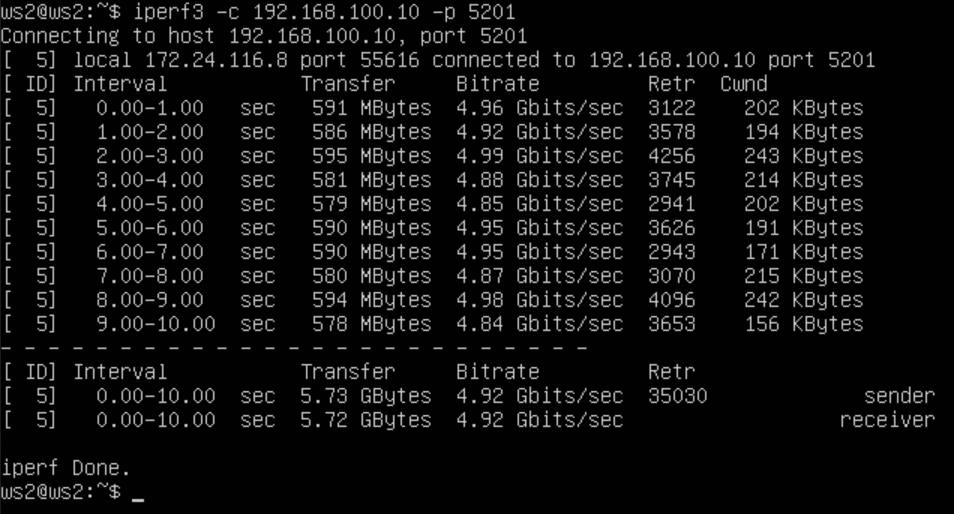 ws2@ws2:~$ iperf3 -c 192.168.100.10 -p 5201
Connecting to host 192.168.100.10, port 5201
[  5] local 172.24.116.8 port 55616 connected to 192.168.100.10 port 5201
[ ID] Interval           Transfer     Bitrate         Retr  Cwnd
[  5]   0.00-1.00   sec   591 MBytes  4.96 Gbits/sec  3122    202 KBytes
[  5]   1.00-2.00   sec   586 MBytes  4.92 Gbits/sec  3578    194 KBytes
[  5]   2.00-3.00   sec   595 MBytes  4.99 Gbits/sec  4256    243 KBytes
[  5]   3.00-4.00   sec   581 MBytes  4.88 Gbits/sec  3745    214 KBytes
[  5]   4.00-5.00   sec   579 MBytes  4.85 Gbits/sec  2941    202 KBytes
[  5]   5.00-6.00   sec   590 MBytes  4.95 Gbits/sec  3626    191 KBytes
[  5]   6.00-7.00   sec   590 MBytes  4.95 Gbits/sec  2943    171 KBytes
[  5]   7.00-8.00   sec   580 MBytes  4.87 Gbits/sec  3070    215 KBytes
[  5]   8.00-9.00   sec   594 MBytes  4.98 Gbits/sec  4096    242 KBytes
[  5]   9.00-10.00  sec   578 MBytes  4.84 Gbits/sec  3653    156 KBytes
- - - - - - - - - - - - - - - - - - - - - - - - -
[ ID] Interval           Transfer     Bitrate         Retr
[  5]   0.00-10.00  sec  5.73 GBytes  4.92 Gbits/sec  35030             sender
[  5]   0.00-10.00  sec  5.72 GBytes  4.92 Gbits/sec                  receiver

iperf Done.
ws2@ws2:~$ _